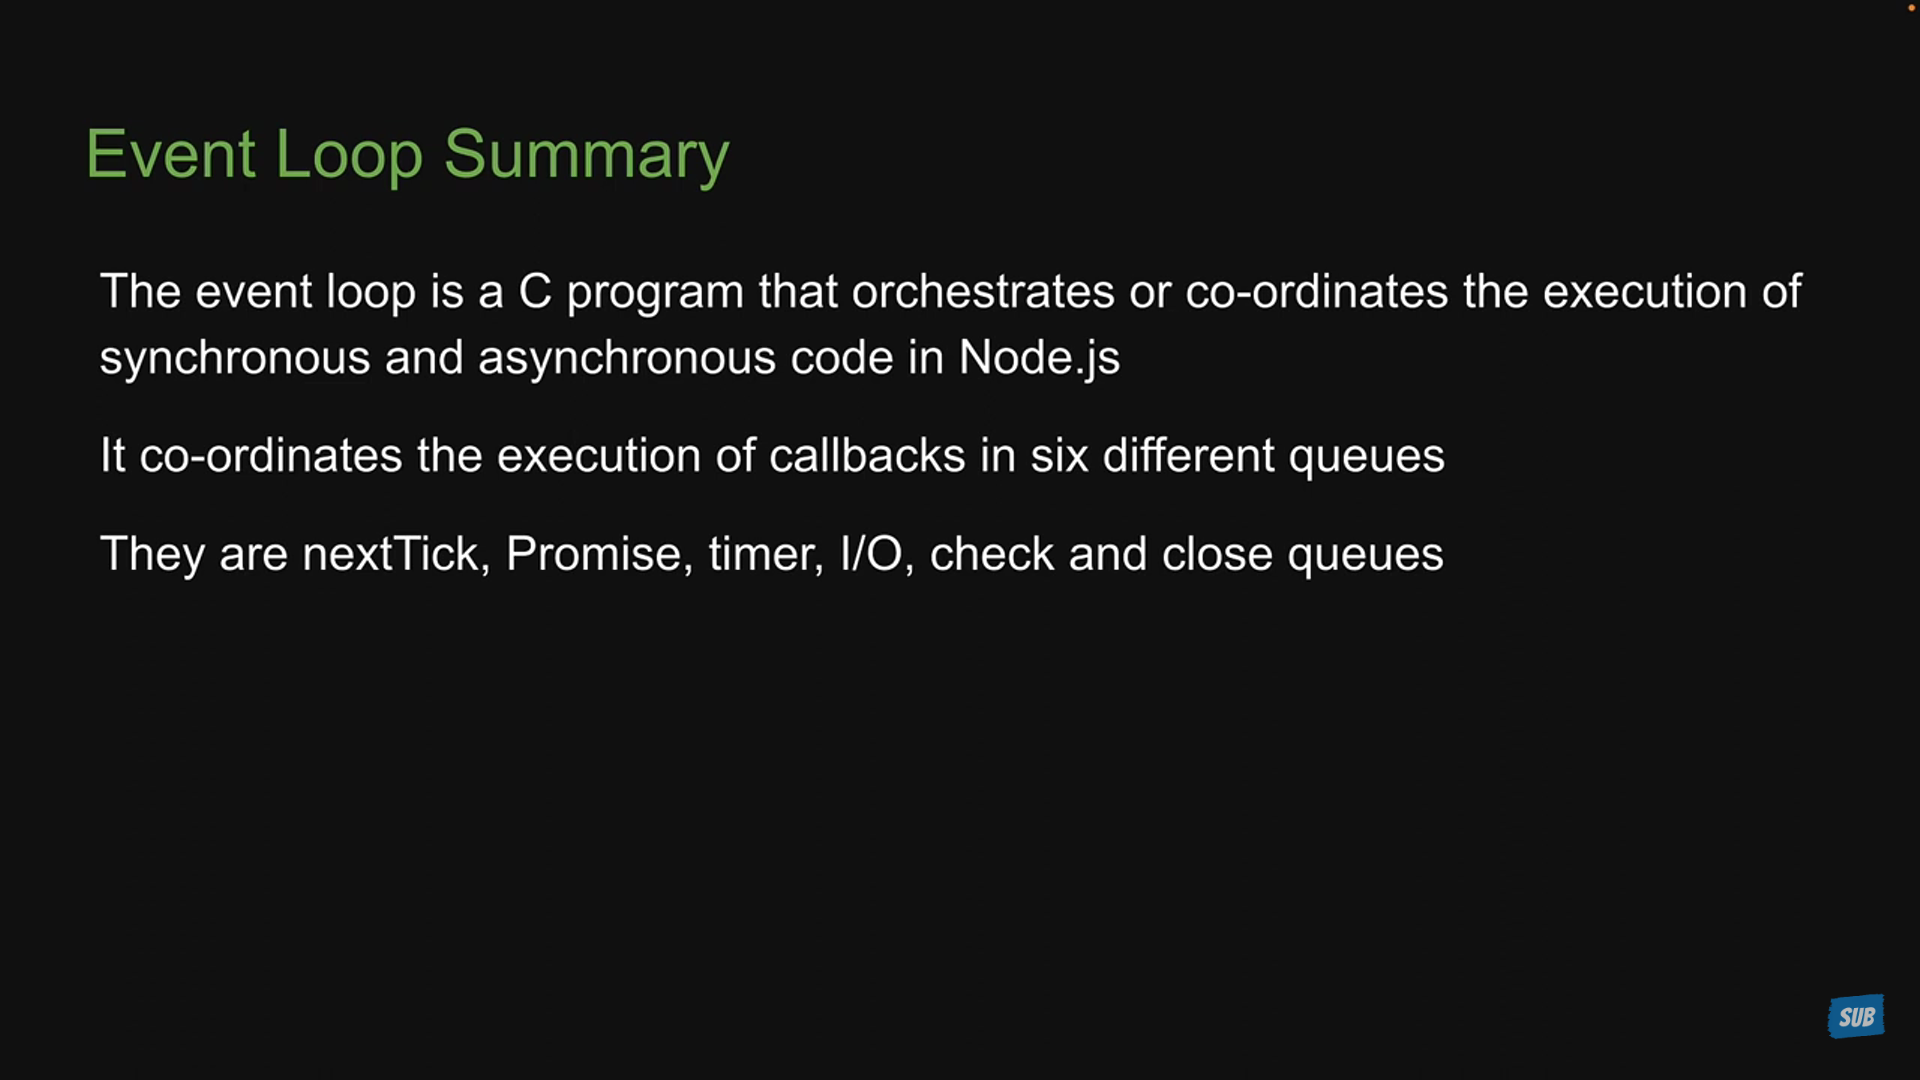 Event Loop Summary
The event loop is a C program that orchestrates or co-ordinates the execution of
synchronous and asynchronous code in Node.js
It co-ordinates the execution of callbacks in six different queues
They are nextTick, Promise, timer, I/O, check and close queues
SUB